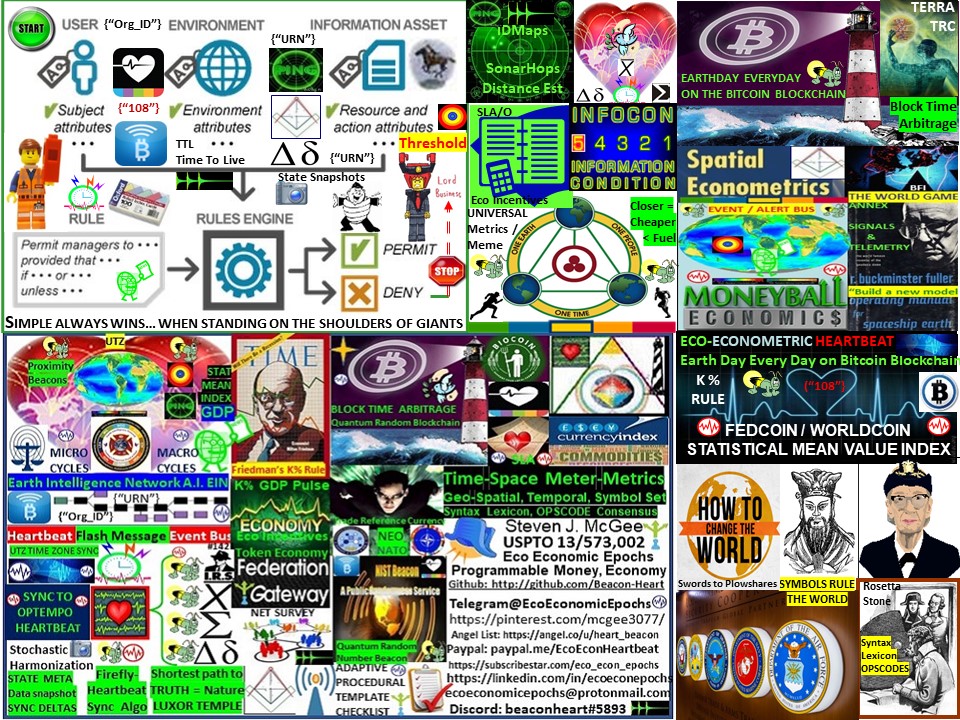 START
USER {"Org_ID"} ENVIRONMENT INFORMATION ASSET
{"URN"}
Subject
attributes
{"108"}
Environment
attributes
Resource and
action attributes
TTL
Time To Live
{"URN"}
Threshold
State Snapshots
Lord
Business
RULE
RULES ENGINE
Permit managers to
provided that
if or
unless
PERMIT
DENY
STOP
SIMPLE ALWAYS WINS... WHEN STANDING ON THE SHOULDERS OF GIANTS
IDMaps
SonarHops
Distance Est
SLA/O
Eco Incentives
INFOCON
5 4 3 2 1
INFORMATION
CONDITION
UNIVERSAL
Metrics /
Meme
Closer =
Cheaper
< Fuel
ONE EARTH
ONE PEOPLE
ONE TIME
EARTHDAY EVERYDAY
ON THE BITCOIN BLOCKCHAIN
TERRA
TRC
Block Time
Arbitrage
Spatial
Econometrics
BFI
THE WORLD GAME
EVENT / ALERT BUS
ANNEX
SIGNALS
&
TELEMETRY
r. buckminster fuller
"Build a new model
operating manual
for
spaceship earth
MONEYBALL
ECONOMICS
ECO-ECONOMETRIC HEARTBEAT
Earth Day Every Day on Bitcoin Blockchain
K %
RULE
{"108"}
FEDCOIN / WORLDCOIN
STATISTICAL MEAN VALUE INDEX
UTZ
Proximity
Beacons
STAT
MEAN
INDEX
GDP
MICRO
CYCLES
MACRO
CYCLES
Earth Intelligence Network A.I. EIN
{"URN"}
{"Org_ID"}
Heartbeat Flash Message Event Bus
UTZ TIME ZONE SYNC
I.R.S
SYNC TO
OPTEMPO
HEARTBEAT
Stochastic
Harmonization
STATE META
Data snapshot
SYNC DELTAS
Firefly-
Heartbeat
Sync Algo
Shortest path to
TRUTH = Nature
LUXOR TEMPLE
TIME
Friedman's K% Rule
K% GDP Pulse
ECONOMY
Eco Incentives
Token Economy
Federation
Gateway
NET SURVEY
BLOCK TIME ARBITRAGE
Quantum Random Blockchain
BIOCOIN
currencyindex
COMMODITIES
SLA
Time-Space Meter-Metrics
Geo-Spatial, Temporal, Symbol Set
Syntax Lexicon, OPSCODE Consensus
Trade Reference Currency
NEO
NATO
NIST Beacon
A Public Randomness Service
Quantum Random
Number Beacon
ADAPTIVE
PROCEDURAL
TEMPLATE
CHECKLIST
Steven J. McGee
USPTO 13/573,002
Eco Economic Epochs
Programmable Money, Economy
Github: http://github.com/Beacon-Heart
Telegram@EcoEconomicEpochs
https://pinterest.com/mcgee3077/
Angel List: https://angel.co/u/heart_beacon
Paypal: paypal.me/EcoEconHeartbeat
https://subscribestar.com/eco_econ_epochs
https://linkedin.com/in/ecoeconepochs
ecoeconomicepochs@protonmail.com
Discord: beaconheart#5893
HOW TO
CHANGE THE
WORLD
Swords to Plowshares SYMBOLS RULE
THE WORLD
Rosetta
Stone
Syntax
Lexicon
OPSCODES